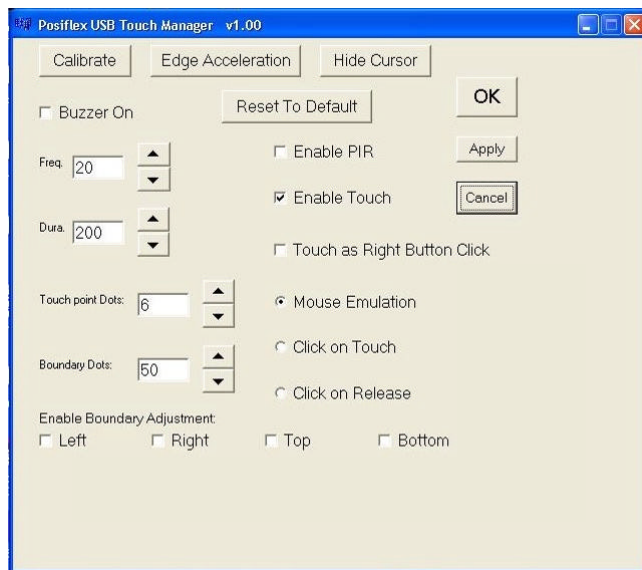 Posiflex USB Touch Manager v1.00
Calibrate Edge Acceleration Hide Cursor
Buzzer On Reset To Default OK
Freq. 20 Enable PIR Apply
Enable Touch Cancel
Dura. 200
Touch as Right Button Click
Touch point Dots: 6 Mouse Emulation
Click on Touch
Boundary Dots: 50
Click on Release
Enable Boundary Adjustment:
Left Right Top Bottom